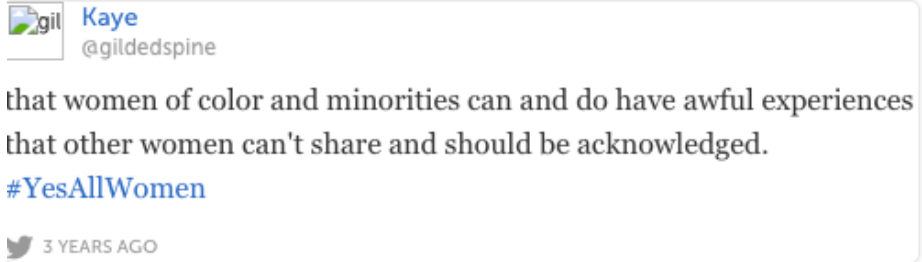 gil
Kaye
@gildedspine
that women of color and minorities can and do have awful experiences
that other women can't share and should be acknowledged.
#YesAllWomen
3 YEARS AGO